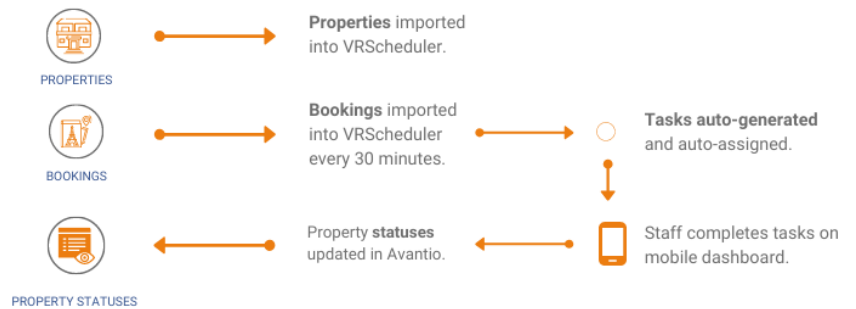 Properties imported
into VRScheduler.
PROPERTIES
Bookings imported
into VRScheduler
every 30 minutes.
Tasks auto-generated
and auto-assigned.
BOOKINGS
Property statuses
updated in Avantio.
Staff completes tasks on
mobile dashboard.
PROPERTY STATUSES